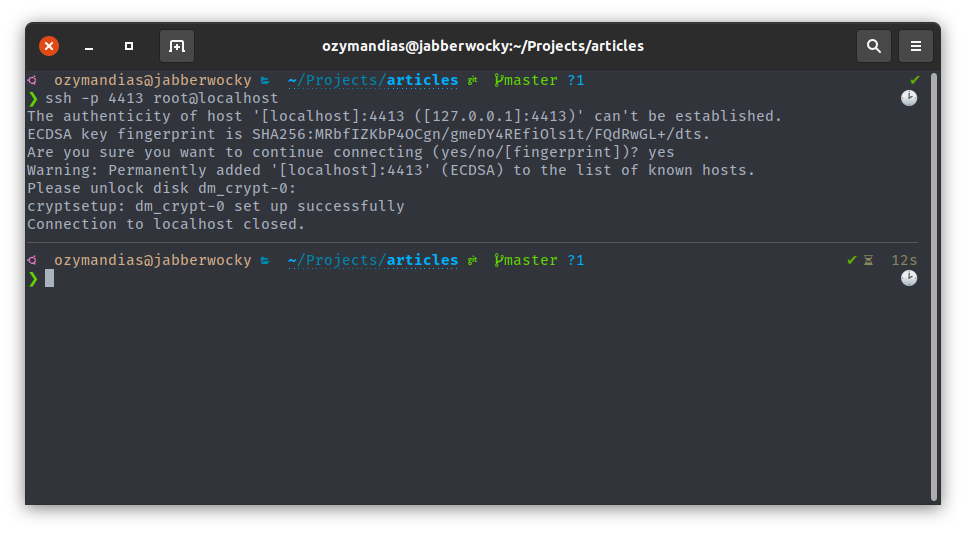 ozymandias@jabberwocky:~/Projects/articles
ozymandias@jabberwocky ~/Projects/articles master ?1 ✔
❯ ssh -p 4413 root@localhost
The authenticity of host '[localhost]:4413 ([127.0.0.1]:4413)' can't be established.
ECDSA key fingerprint is SHA256:MRbfIZKbP4OCgn/gmeDY4REfiOls1t/FQdRwGL+/dts.
Are you sure you want to continue connecting (yes/no/[fingerprint])? yes
Warning: Permanently added '[localhost]:4413' (ECDSA) to the list of known hosts.
Please unlock disk dm_crypt-0:
cryptsetup: dm_crypt-0 set up successfully
Connection to localhost closed.
ozymandias@jabberwocky ~/Projects/articles master ?1 ✔ 12s
❯